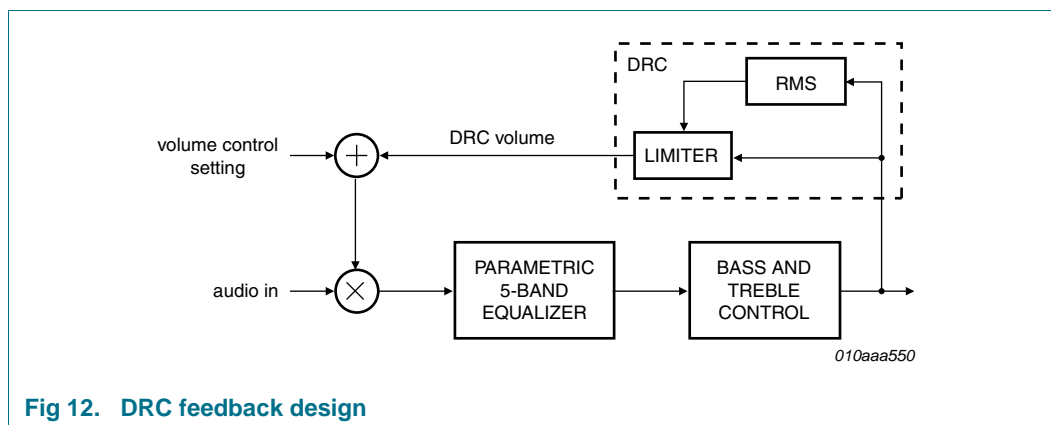 DRC
RMS
volume control
setting
+
DRC volume
LIMITER
audio in
×
PARAMETRIC
5-BAND
EQUALIZER
BASS AND
TREBLE
CONTROL
010aaa550
Fig 12. DRC feedback design